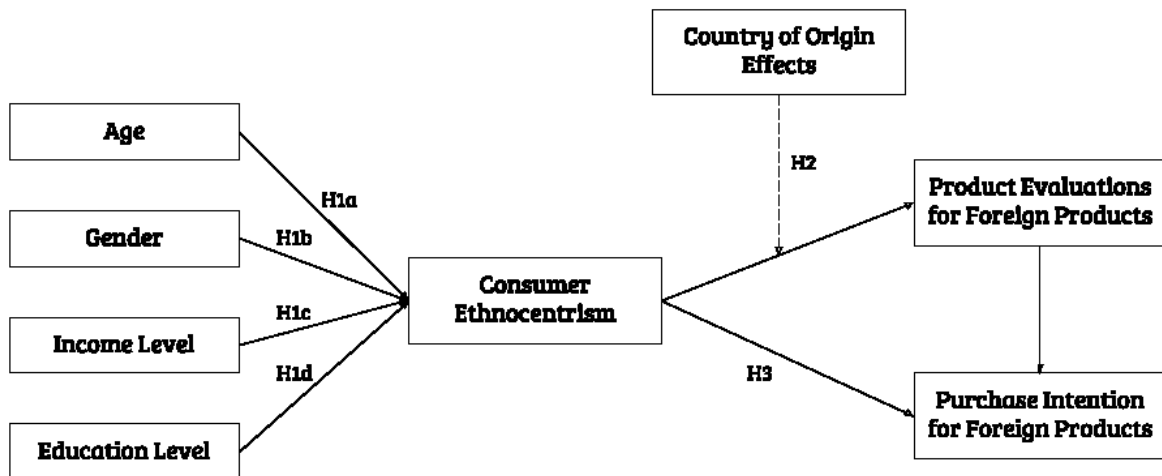 Country of Origin
Effects
Age
H1a
H2
Product Evaluations
for Foreign Products
Gender
H1b
Consumer
Ethnocentrism
H1c
Income Level
H1d
H3
Purchase Intention
for Foreign Products
Education Level